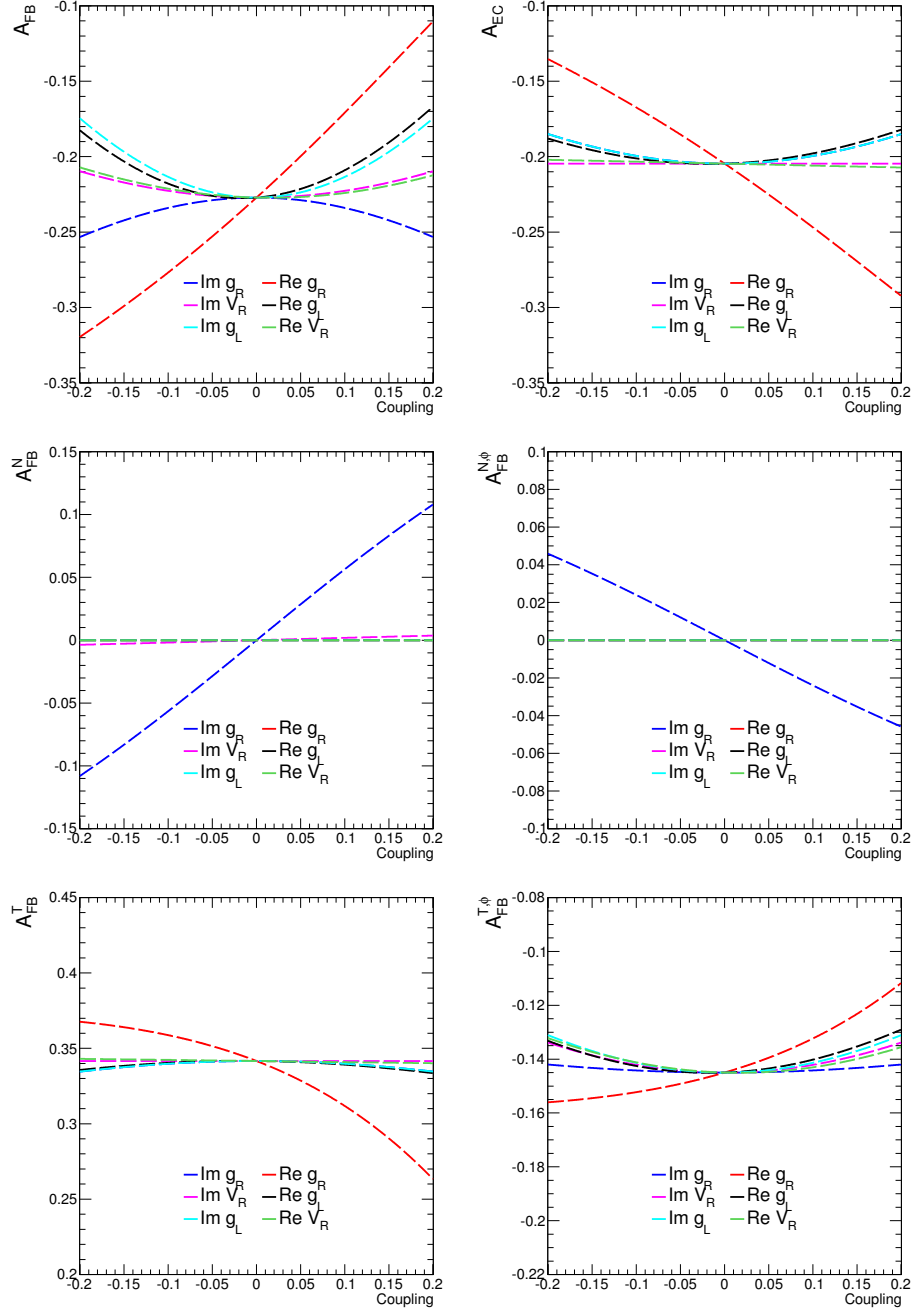 A_FB
-0.1
-0.15
-0.2
-0.25
-0.3
-0.35
Im g_R Re g_R
Im V_R Re g_L
Im g_L Re V_R
-0.2 -0.15 -0.1 -0.05 0 0.05 0.1 0.15 0.2
Coupling
A_EC
-0.1
-0.15
-0.2
-0.25
-0.3
-0.35
Im g_R Re g_R
Im V_R Re g_L
Im g_L Re V_R
-0.2 -0.15 -0.1 -0.05 0 0.05 0.1 0.15 0.2
Coupling
A_FB^N
0.15
0.1
0.05
0
-0.05
-0.1
-0.15
Im g_R Re g_R
Im V_R Re g_L
Im g_L Re V_R
-0.2 -0.15 -0.1 -0.05 0 0.05 0.1 0.15 0.2
Coupling
A_FB^N,ϕ
0.1
0.08
0.06
0.04
0.02
0
-0.02
-0.04
-0.06
-0.08
-0.1
Im g_R Re g_R
Im V_R Re g_L
Im g_L Re V_R
-0.2 -0.15 -0.1 -0.05 0 0.05 0.1 0.15 0.2
Coupling
A_FB^T
0.45
0.4
0.35
0.3
0.25
0.2
Im g_R Re g_R
Im V_R Re g_L
Im g_L Re V_R
-0.2 -0.15 -0.1 -0.05 0 0.05 0.1 0.15 0.2
Coupling
A_FB^T,ϕ
-0.08
-0.1
-0.12
-0.14
-0.16
-0.18
-0.2
-0.22
Im g_R Re g_R
Im V_R Re g_L
Im g_L Re V_R
-0.2 -0.15 -0.1 -0.05 0 0.05 0.1 0.15 0.2
Coupling